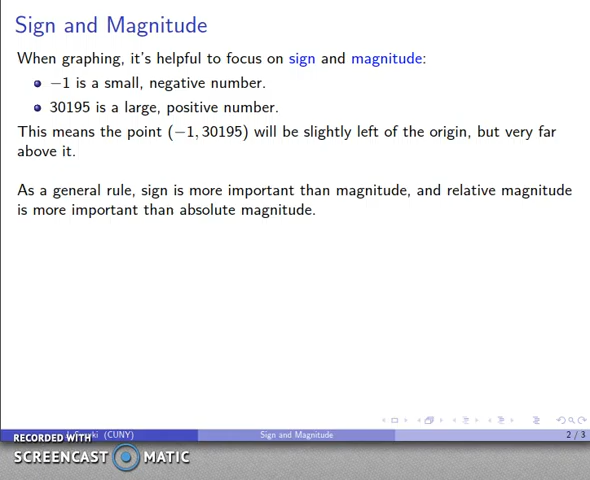 Sign and Magnitude
When graphing, it's helpful to focus on sign and magnitude:
−1 is a small, negative number.
30195 is a large, positive number.
This means the point (−1, 30195) will be slightly left of the origin, but very far
above it.
As a general rule, sign is more important than magnitude, and relative magnitude
is more important than absolute magnitude.
(CUNY)
Sign and Magnitude
2 / 3
RECORDED WITH
SCREENCAST MATIC